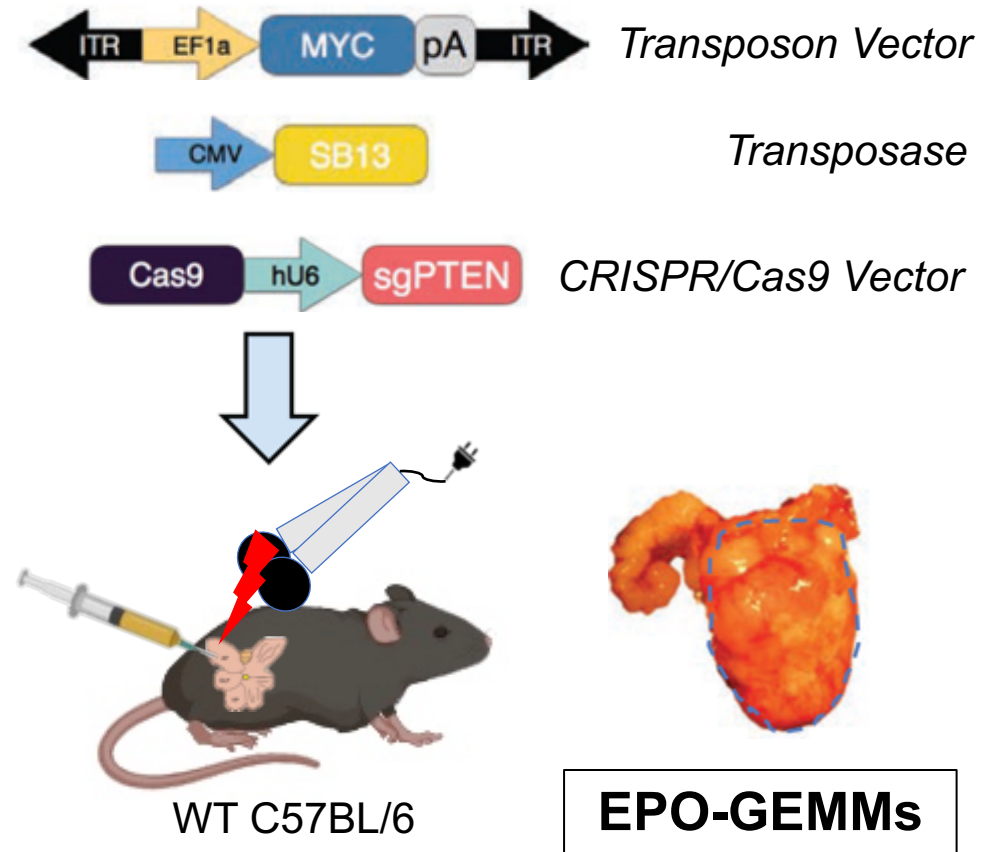 ITR EF1a MYC pA ITR Transposon Vector
CMV SB13 Transposase
Cas9 hU6 sgPTEN CRISPR/Cas9 Vector
WT C57BL/6
EPO-GEMMs